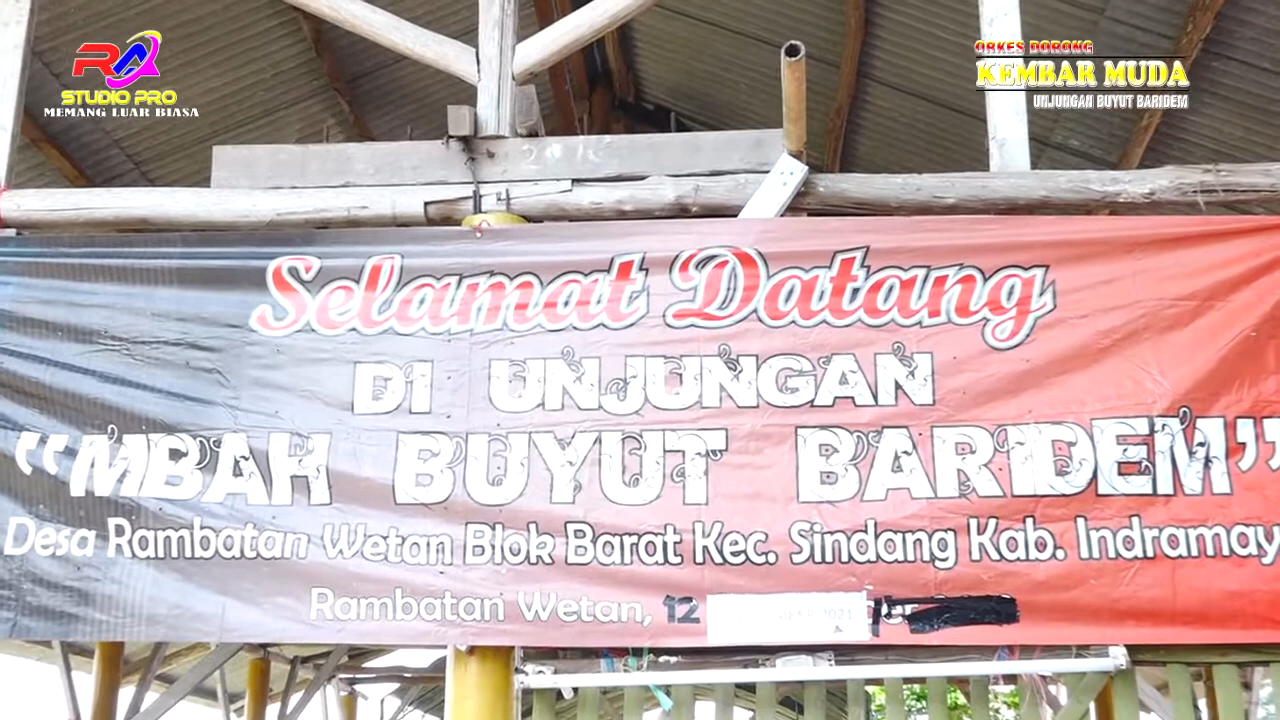 RA
STUDIO PRO
MEMANG LUAR BIASA
ORKES DORONG
KEMBAR MUDA
UNJUNGAN BUYUT BARIDEM
Selamat Datang
DI UNJUNGAN
"MBAH BUYUT BARIDEM"
Desa Rambatan Wetan Blok Barat Kec. Sindang Kab. Indramay
Rambatan Wetan, 12 2021